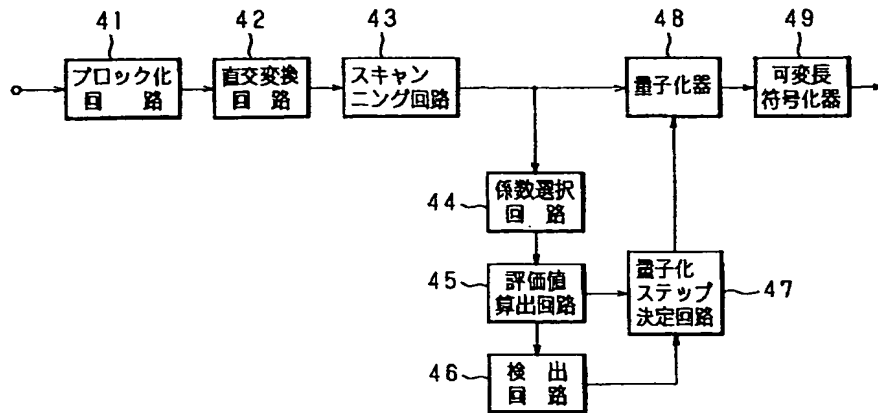 41
42
43
48
49
ブロック化
回 路
直交変換
回 路
スキャン
ニング回路
量子化器
可変長
符号化器
44
係数選択
回 路
45
評価値
算出回路
量子化
ステップ
決定回路
47
46
検 出
回 路